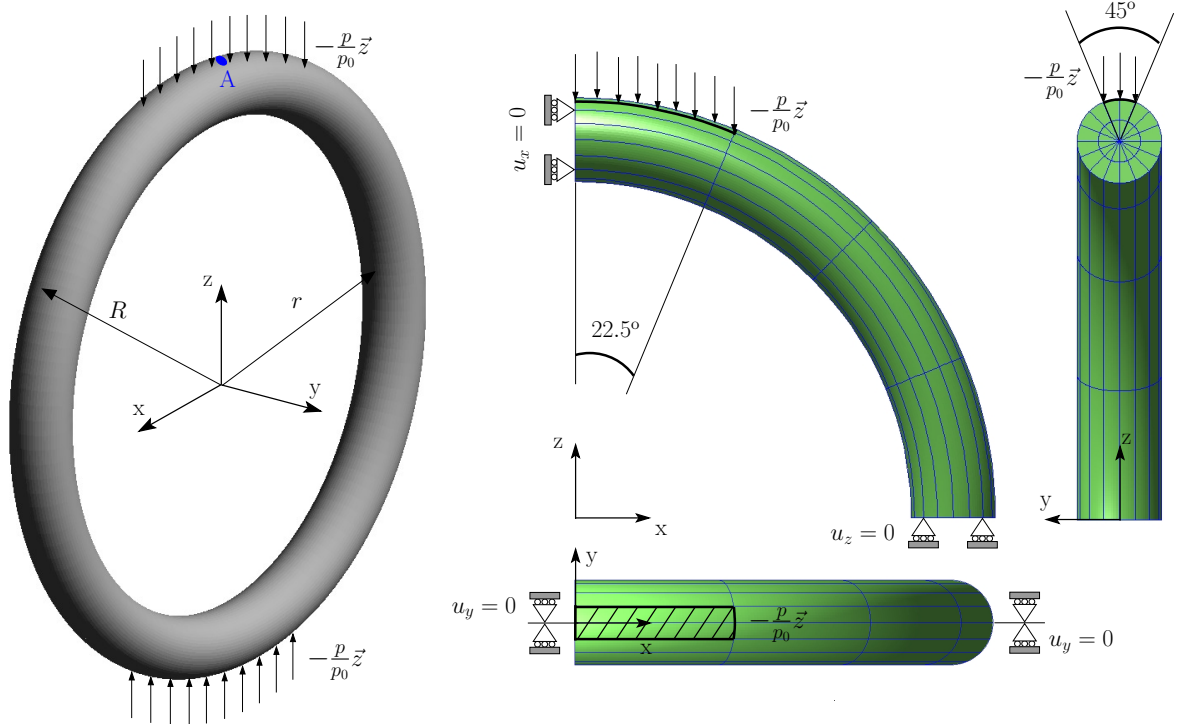 −p/p₀ z⃗
A
R
r
z
y
x
−p/p₀ z⃗
u_x = 0
−p/p₀ z⃗
22.5º
z
x
u_z = 0
45º
−p/p₀ z⃗
z
y
y
u_y = 0
−p/p₀ z⃗
x
u_y = 0